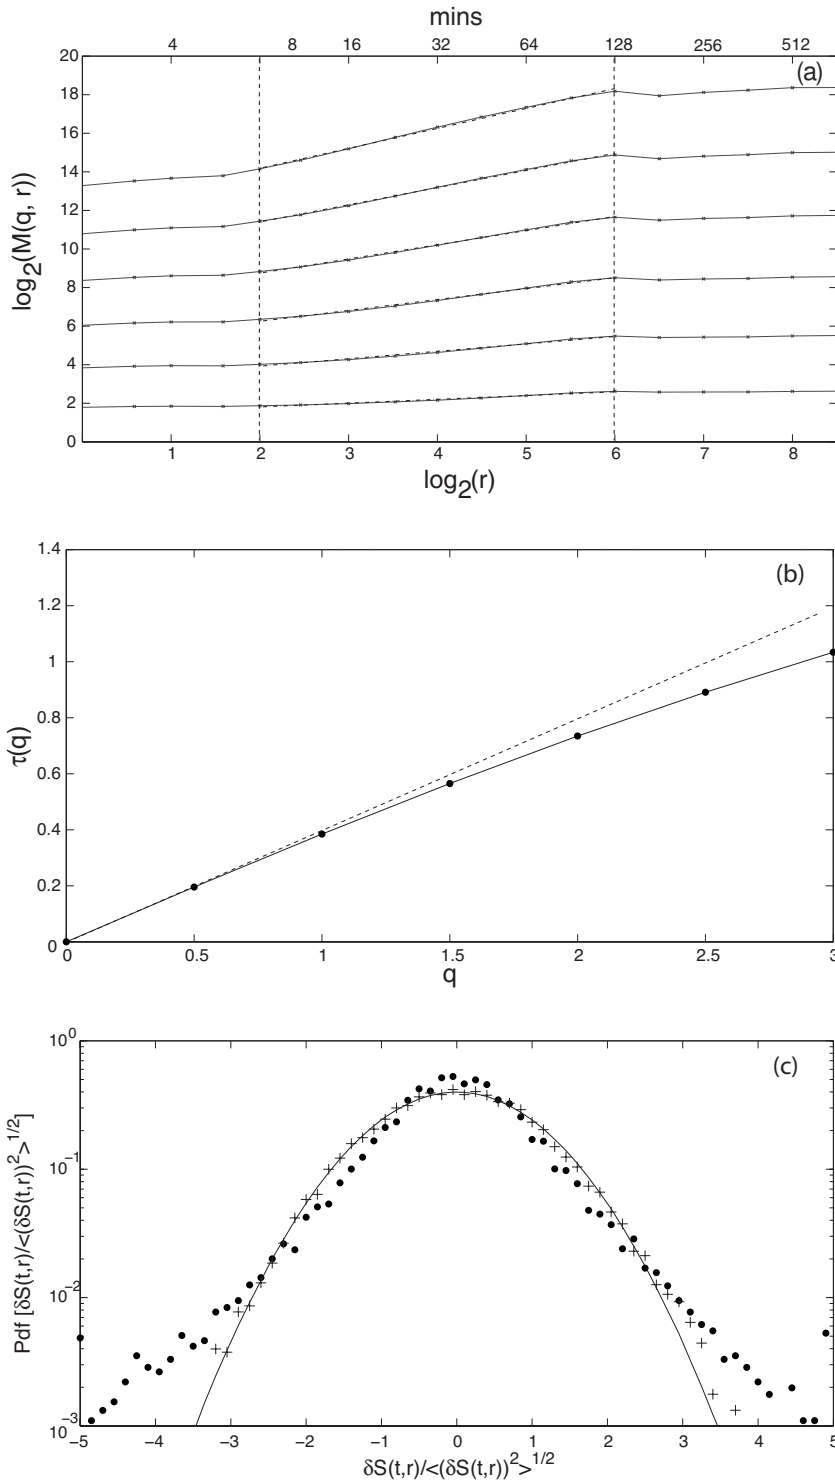 mins
4 8 16 32 64 128 256 512
(a)
20
18
16
14
12
10
8
6
4
2
0
log2(M(q, r))
1 2 3 4 5 6 7 8
log2(r)
1.4
1.2
1
0.8
0.6
0.4
0.2
0
(b)
τ(q)
0 0.5 1 1.5 2 2.5 3
q
10^0
10^−1
10^−2
10^−3
(c)
Pdf [δS(t,r)/<(δS(t,r))^2>^1/2]
−5 −4 −3 −2 −1 0 1 2 3 4 5
δS(t,r)/<(δS(t,r))^2>^1/2